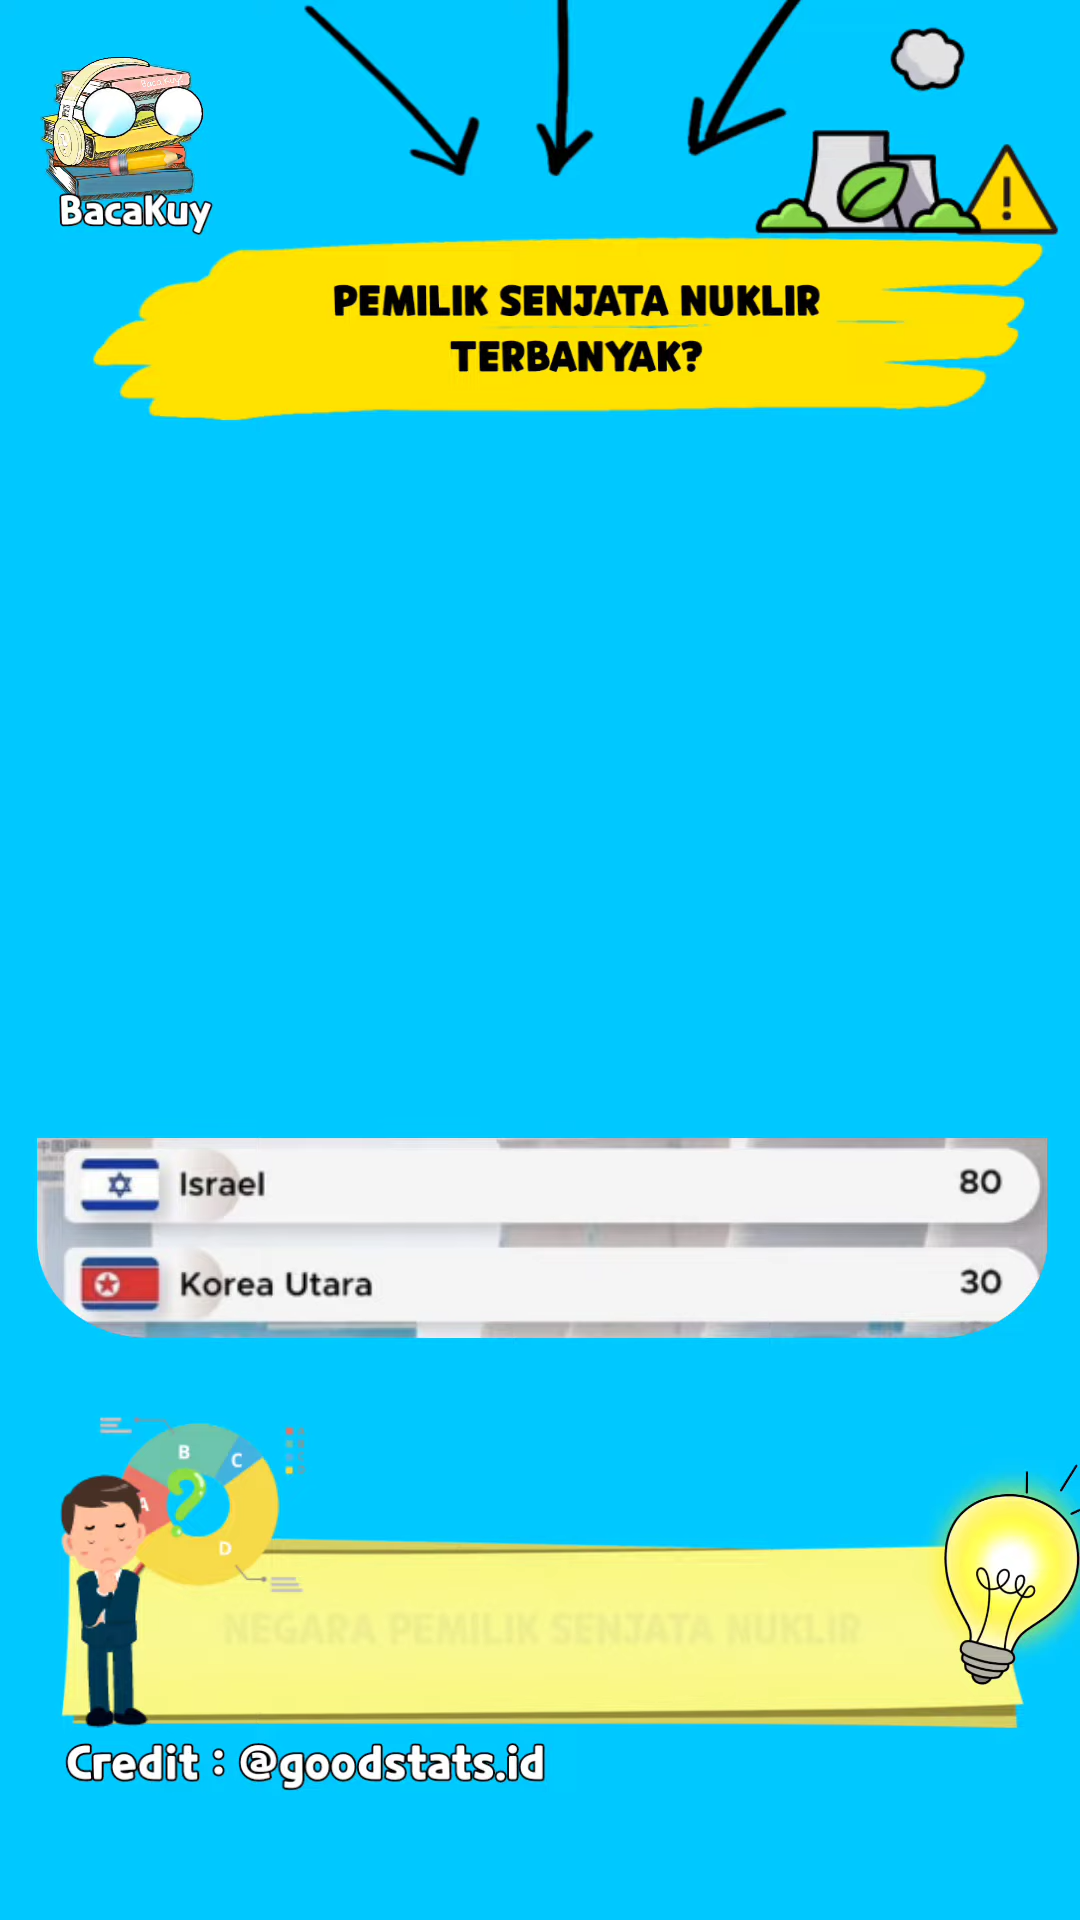 BacaKuy
PEMILIK SENJATA NUKLIR
TERBANYAK?
Israel 80
Korea Utara 30
B
C
A
D
NEGARA PEMILIK SENJATA NUKLIR
Credit : @goodstats.id